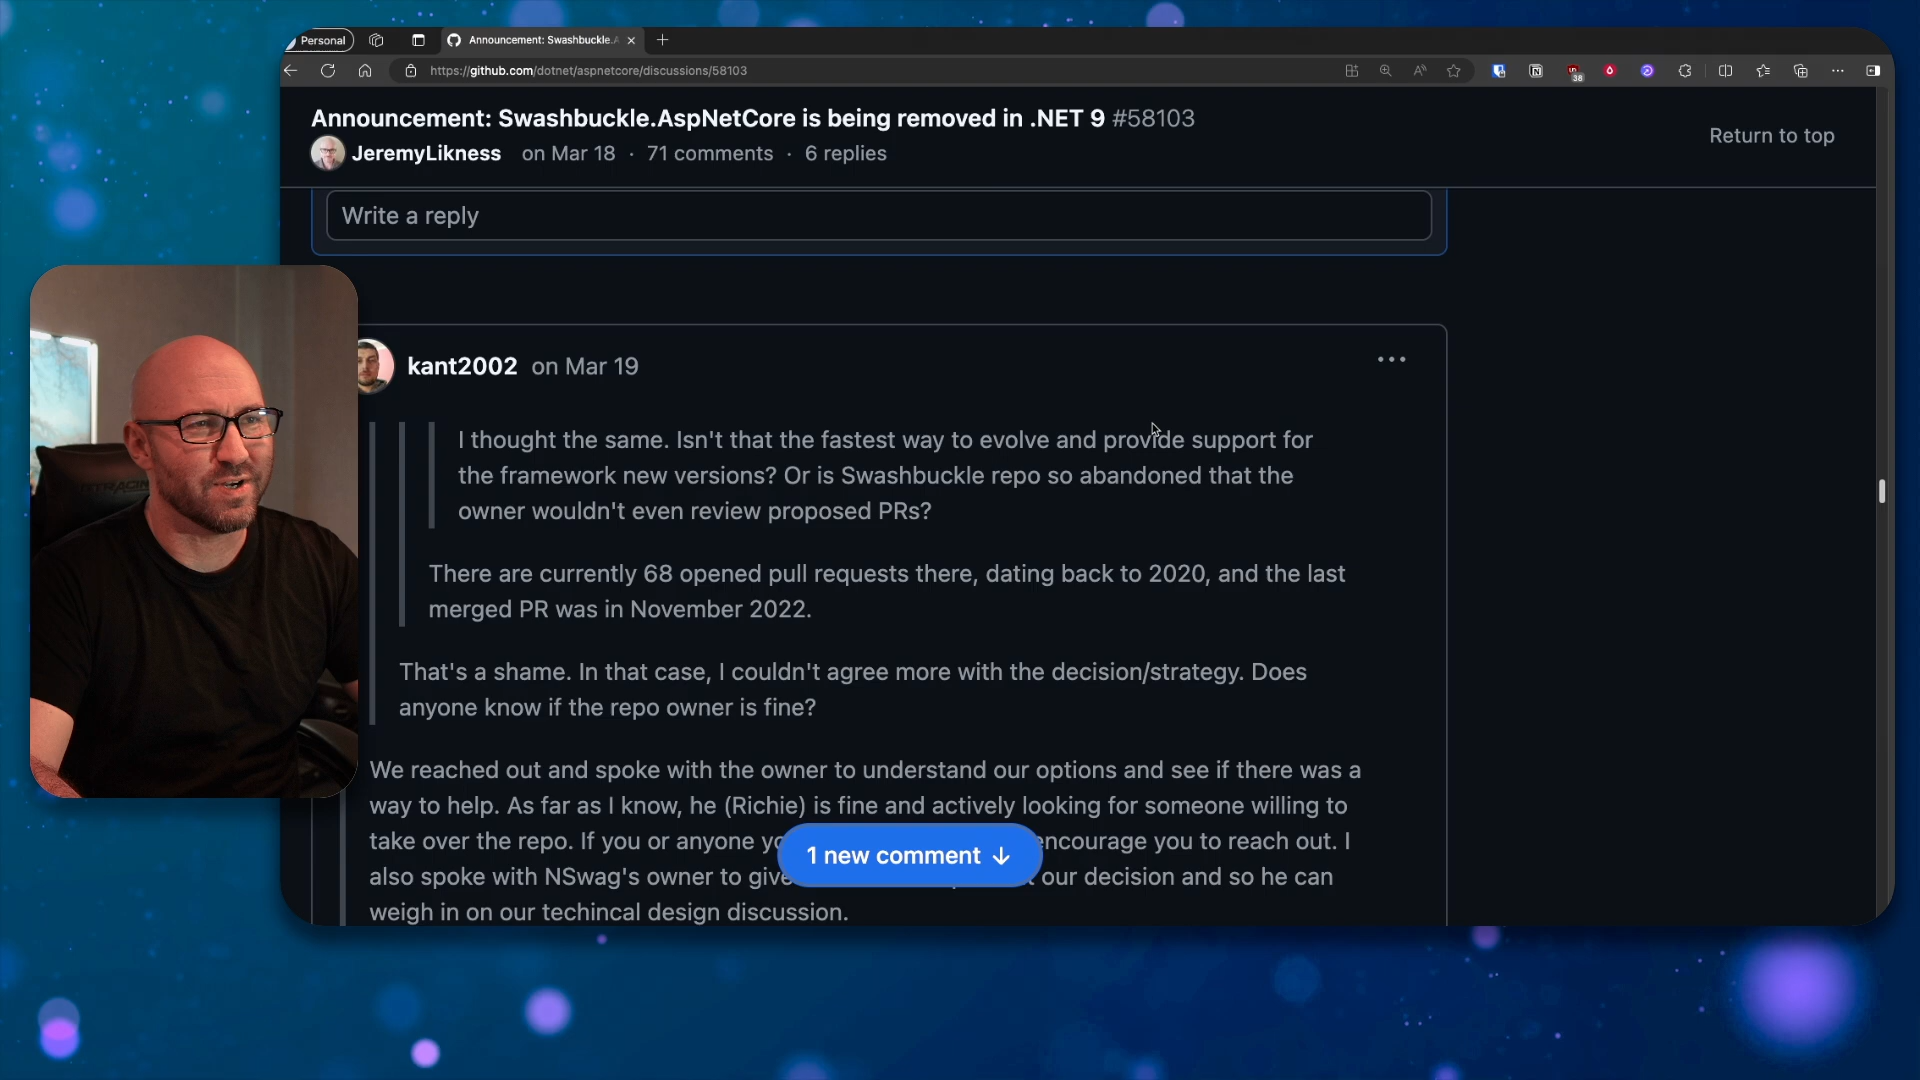 Personal
Announcement: Swashbuckle.A
https://github.com/dotnet/aspnetcore/discussions/58103
38
Announcement: Swashbuckle.AspNetCore is being removed in .NET 9 #58103
JeremyLikness on Mar 18 · 71 comments · 6 replies
Return to top
Write a reply
kant2002 on Mar 19
I thought the same. Isn't that the fastest way to evolve and provide support for
the framework new versions? Or is Swashbuckle repo so abandoned that the
owner wouldn't even review proposed PRs?
There are currently 68 opened pull requests there, dating back to 2020, and the last
merged PR was in November 2022.
That's a shame. In that case, I couldn't agree more with the decision/strategy. Does
anyone know if the repo owner is fine?
We reached out and spoke with the owner to understand our options and see if there was a
way to help. As far as I know, he (Richie) is fine and actively looking for someone willing to
take over the repo. If you or anyone encourage you to reach out. I
1 new comment ↓
also spoke with NSwag's owner to give our decision and so he can
weigh in on our techincal design discussion.